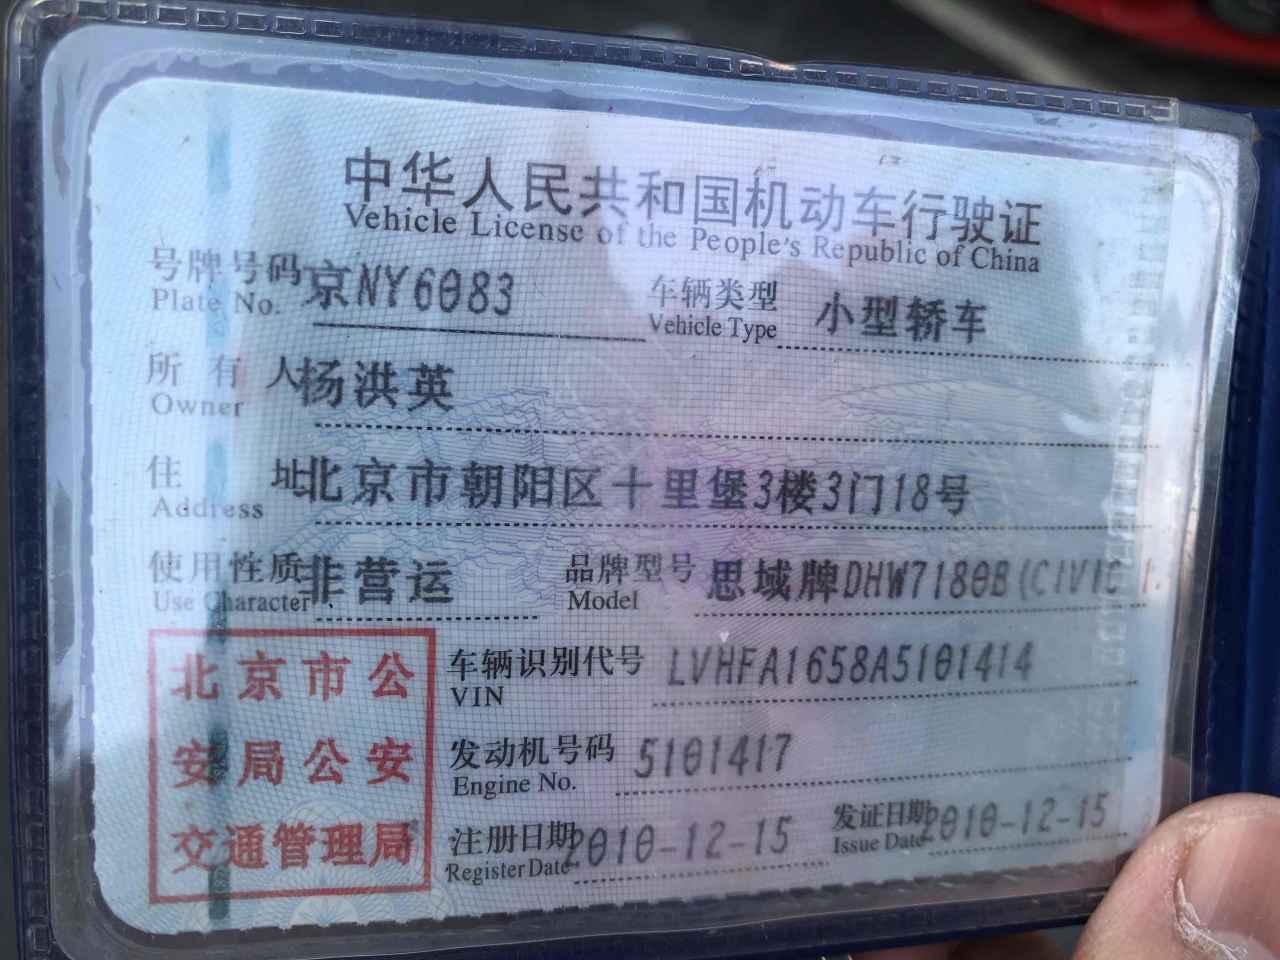 中华人民共和国机动车行驶证
Vehicle License of the People's Republic of China
号牌号码 京NY6083 车辆类型 小型轿车
Plate No. Vehicle Type
所有人 杨洪英
Owner
住址 北京市朝阳区十里堡3楼3门18号
Address
使用性质 非营运 品牌型号 思域牌DHW7180B(CIVIC 1.
Use Character Model
北京市公
安局公安
交通管理局
车辆识别代号 LVHFA1658A5101414
VIN
发动机号码 5101417
Engine No.
注册日期 2010-12-15 发证日期 2010-12-15
Register Date Issue Date